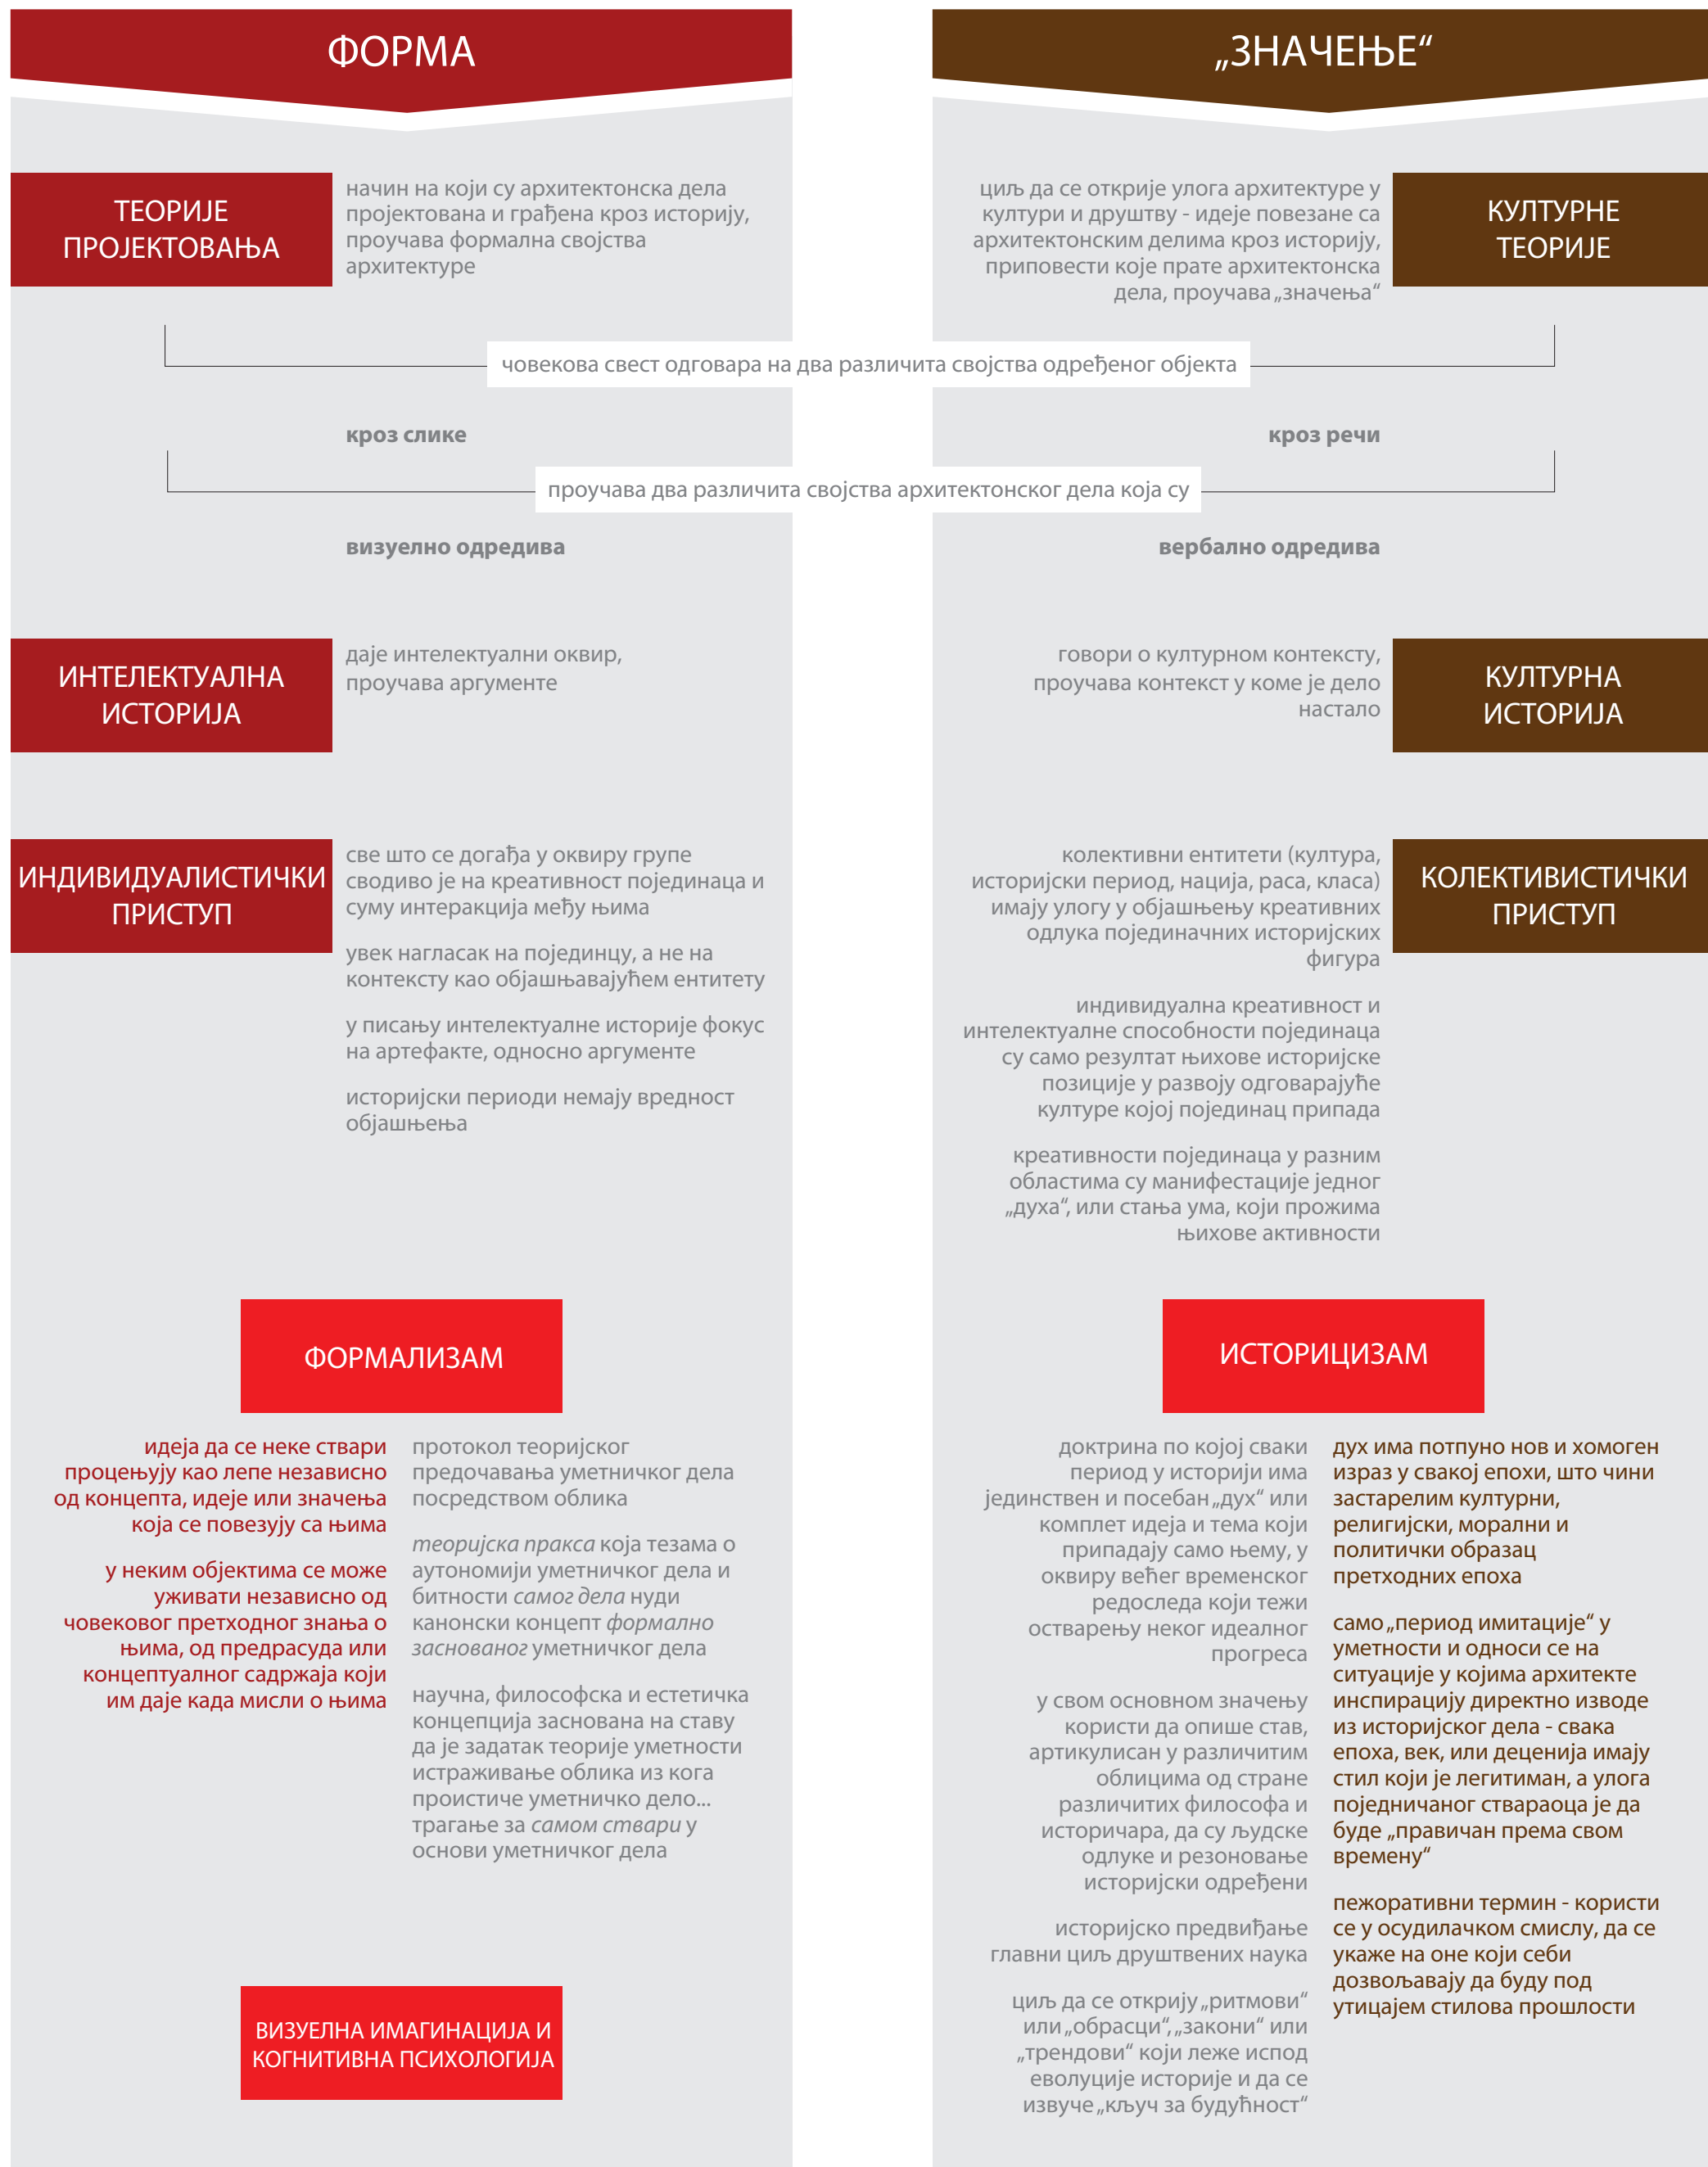 ФОРМА
„ЗНАЧЕЊЕ“
ТЕОРИЈЕ
ПРОЈЕКТОВАЊА
начин на који су архитектонска дела
пројектована и грађена кроз историју,
проучава формална својства
архитектуре
циљ да се открије улога архитектуре у
култури и друштву - идеје повезане са
архитектонским делима кроз историју,
приповести које прате архитектонска
дела, проучава „значења“
КУЛТУРНЕ
ТЕОРИЈЕ
човекова свест одговара на два различита својства одређеног објекта
кроз слике
кроз речи
проучава два различита својства архитектонског дела која су
визуелно одредива
вербално одредива
ИНТЕЛЕКТУАЛНА
ИСТОРИЈА
даје интелектуални оквир,
проучава аргументе
говори о културном контексту,
проучава контекст у коме је дело
настало
КУЛТУРНА
ИСТОРИЈА
ИНДИВИДУАЛИСТИЧКИ
ПРИСТУП
све што се догађа у оквиру групе
сводиво је на креативност појединаца и
суму интеракција међу њима
увек нагласак на појединцу, а не на
контексту као објашњавајућем ентитету
у писању интелектуалне историје фокус
на артефакте, односно аргументе
историјски периоди немају вредност
објашњења
колективни ентитети (култура,
историјски период, нација, раса, класа)
имају улогу у објашњењу креативних
одлука појединачних историјских
фигура
индивидуална креативност и
интелектуалне способности појединаца
су само резултат њихове историјске
позиције у развоју одговарајуће
културе којој појединац припада
креативности појединаца у разним
областима су манифестације једног
„духа“, или стања ума, који прожима
њихове активности
КОЛЕКТИВИСТИЧКИ
ПРИСТУП
ФОРМАЛИЗАМ
идеја да се неке ствари
процењују као лепе независно
од концепта, идеје или значења
која се повезују са њима
у неким објектима се може
уживати независно од
човековог претходног знања о
њима, од предрасуда или
концептуалног садржаја који
им даје када мисли о њима
протокол теоријског
предочавања уметничког дела
посредством облика
теоријска пракса која тезама о
аутономији уметничког дела и
битности самог дела нуди
канонски концепт формално
заснованог уметничког дела
научна, философска и естетичка
концепција заснована на ставу
да је задатак теорије уметности
истраживање облика из кога
проистиче уметничко дело...
трагање за самом ствари у
основи уметничког дела
ВИЗУЕЛНА ИМАГИНАЦИЈА И
КОГНИТИВНА ПСИХОЛОГИЈА
ИСТОРИЦИЗАМ
доктрина по којој сваки
период у историји има
јединствен и посебан „дух“ или
комплет идеја и тема који
припадају само њему, у
оквиру већег временског
редоследа који тежи
остварењу неког идеалног
прогреса
у свом основном значењу
користи да опише став,
артикулисан у различитим
облицима од стране
различитих философа и
историчара, да су људске
одлуке и резоновање
историјски одређени
историјско предвиђање
главни циљ друштвених наука
циљ да се открију „ритмови“
или „обрасци“, „закони“ или
„трендови“ који леже испод
еволуције историје и да се
извуче „кључ за будућност“
дух има потпуно нов и хомоген
израз у свакој епохи, што чини
застарелим културни,
религијски, морални и
политички образац
претходних епоха
само „период имитације“ у
уметности и односи се на
ситуације у којима архитекте
инспирацију директно изводе
из историјског дела - свака
епоха, век, или деценија имају
стил који је легитиман, а улога
поједничаног ствараоца је да
буде „правичан према свом
времену“
пежоративни термин - користи
се у осудилачком смислу, да се
укаже на оне који себи
дозвољавају да буду под
утицајем стилова прошлости